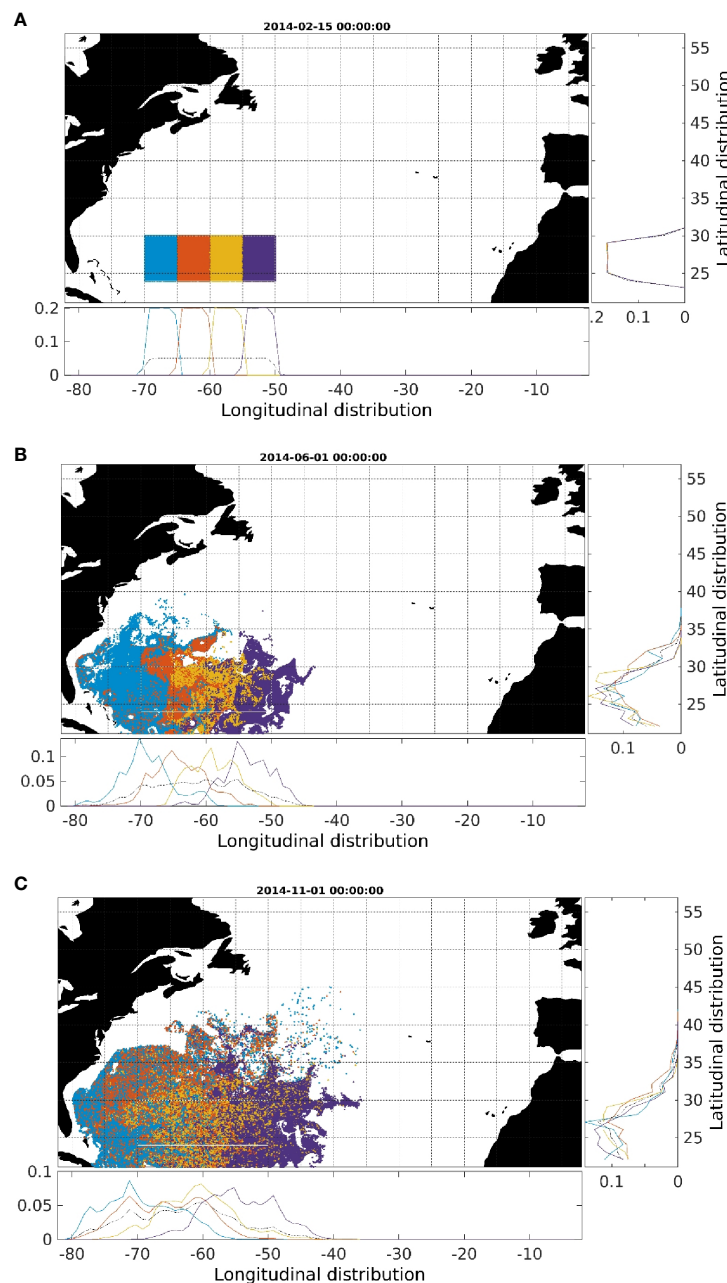 A
2014-02-15 00:00:00
55
50
45
40
35
30
25
Latitudinal distribution
.2 0.1 0
0.2
0.1
0
-80 -70 -60 -50 -40 -30 -20 -10
Longitudinal distribution
B
2014-06-01 00:00:00
55
50
45
40
35
30
25
Latitudinal distribution
0.1 0
0.1
0.05
0
-80 -70 -60 -50 -40 -30 -20 -10
Longitudinal distribution
C
2014-11-01 00:00:00
55
50
45
40
35
30
25
Latitudinal distribution
0.1 0
0.1
0.05
0
-80 -70 -60 -50 -40 -30 -20 -10
Longitudinal distribution